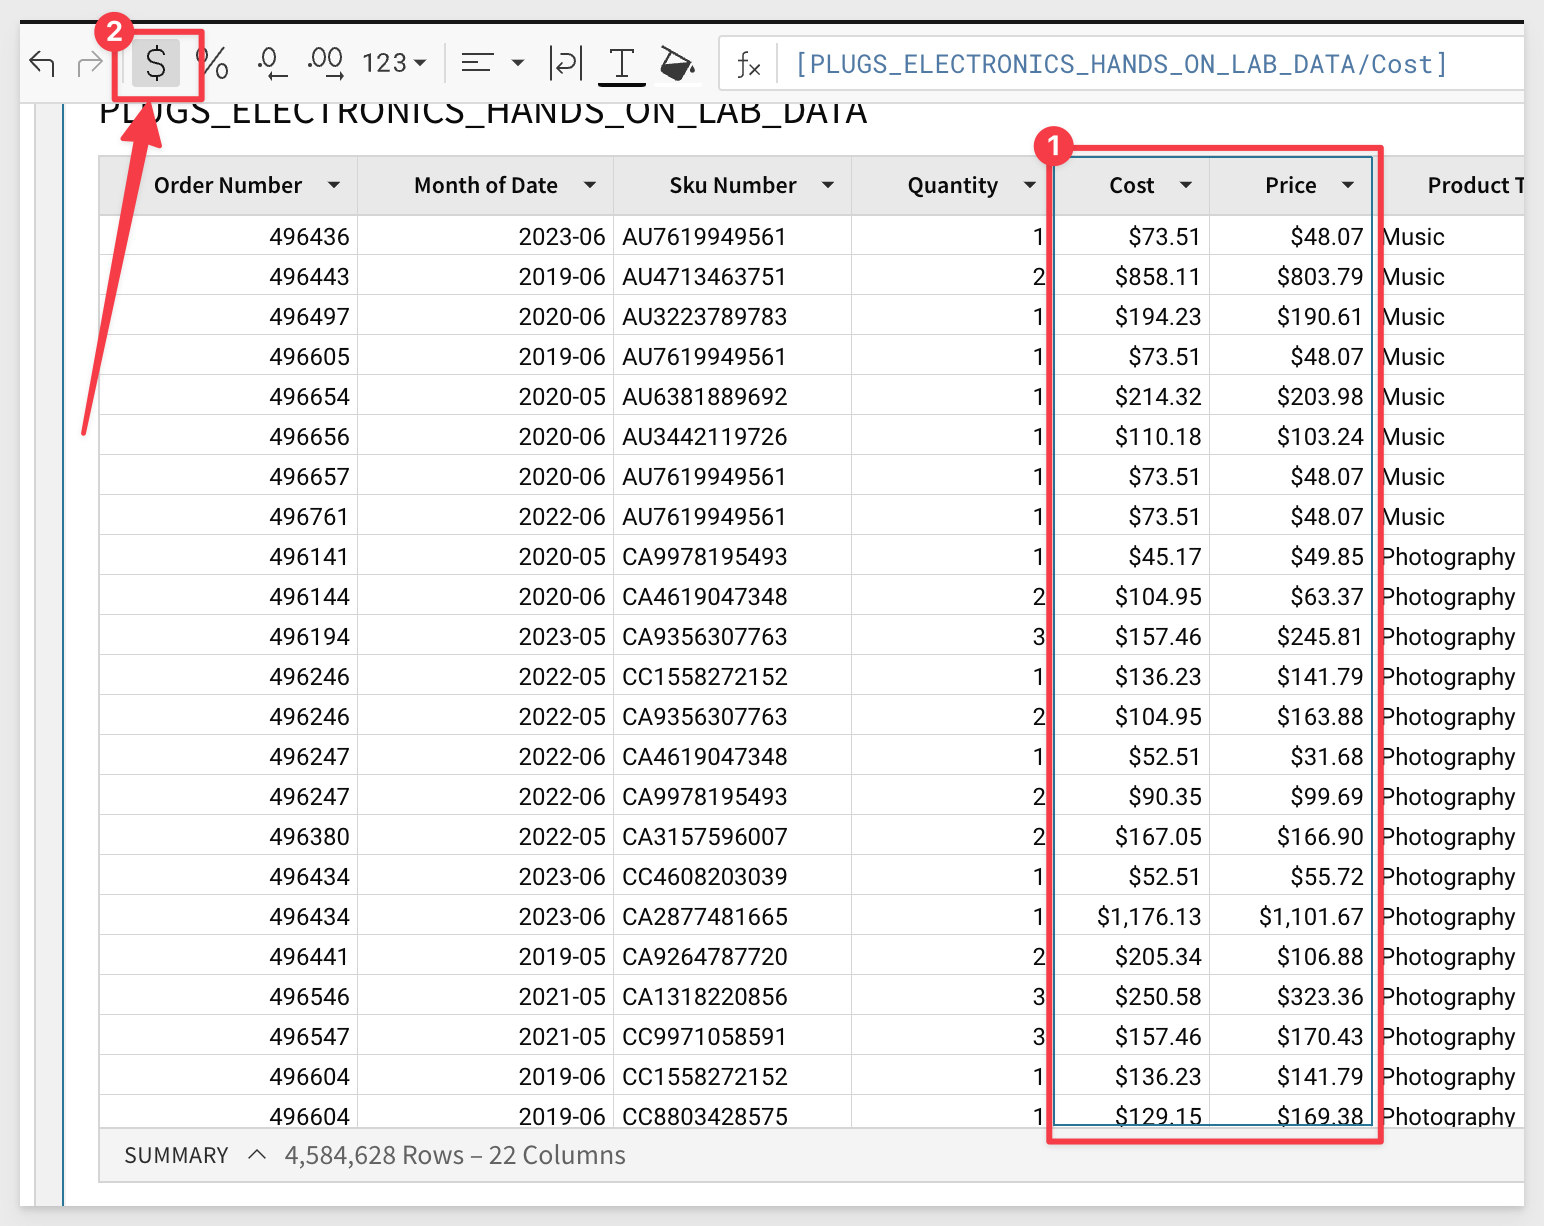 2
$ % .0 .00 123
fx [PLUGS_ELECTRONICS_HANDS_ON_LAB_DATA/Cost]
PLUGS_ELECTRONICS_HANDS_ON_LAB_DATA
1
Order Number Month of Date Sku Number Quantity Cost Price Product T
496436 2023-06 AU7619949561 1 $73.51 $48.07 Music
496443 2019-06 AU4713463751 2 $858.11 $803.79 Music
496497 2020-06 AU3223789783 1 $194.23 $190.61 Music
496605 2019-06 AU7619949561 1 $73.51 $48.07 Music
496654 2020-05 AU6381889692 1 $214.32 $203.98 Music
496656 2020-06 AU3442119726 1 $110.18 $103.24 Music
496657 2020-06 AU7619949561 1 $73.51 $48.07 Music
496761 2022-06 AU7619949561 1 $73.51 $48.07 Music
496141 2020-05 CA9978195493 1 $45.17 $49.85 Photography
496144 2020-06 CA4619047348 2 $104.95 $63.37 Photography
496194 2023-05 CA9356307763 3 $157.46 $245.81 Photography
496246 2022-05 CC1558272152 1 $136.23 $141.79 Photography
496246 2022-05 CA9356307763 2 $104.95 $163.88 Photography
496247 2022-06 CA4619047348 1 $52.51 $31.68 Photography
496247 2022-06 CA9978195493 2 $90.35 $99.69 Photography
496380 2022-05 CA3157596007 2 $167.05 $166.90 Photography
496434 2023-06 CC4608203039 1 $52.51 $55.72 Photography
496434 2023-06 CA2877481665 1 $1,176.13 $1,101.67 Photography
496441 2019-05 CA9264787720 2 $205.34 $106.88 Photography
496546 2021-05 CA1318220856 3 $250.58 $323.36 Photography
496547 2021-05 CC9971058591 3 $157.46 $170.43 Photography
496604 2019-06 CC1558272152 1 $136.23 $141.79 Photography
496604 2019-06 CC8803428575 1 $129.15 $169.38 Photography
SUMMARY 4,584,628 Rows – 22 Columns